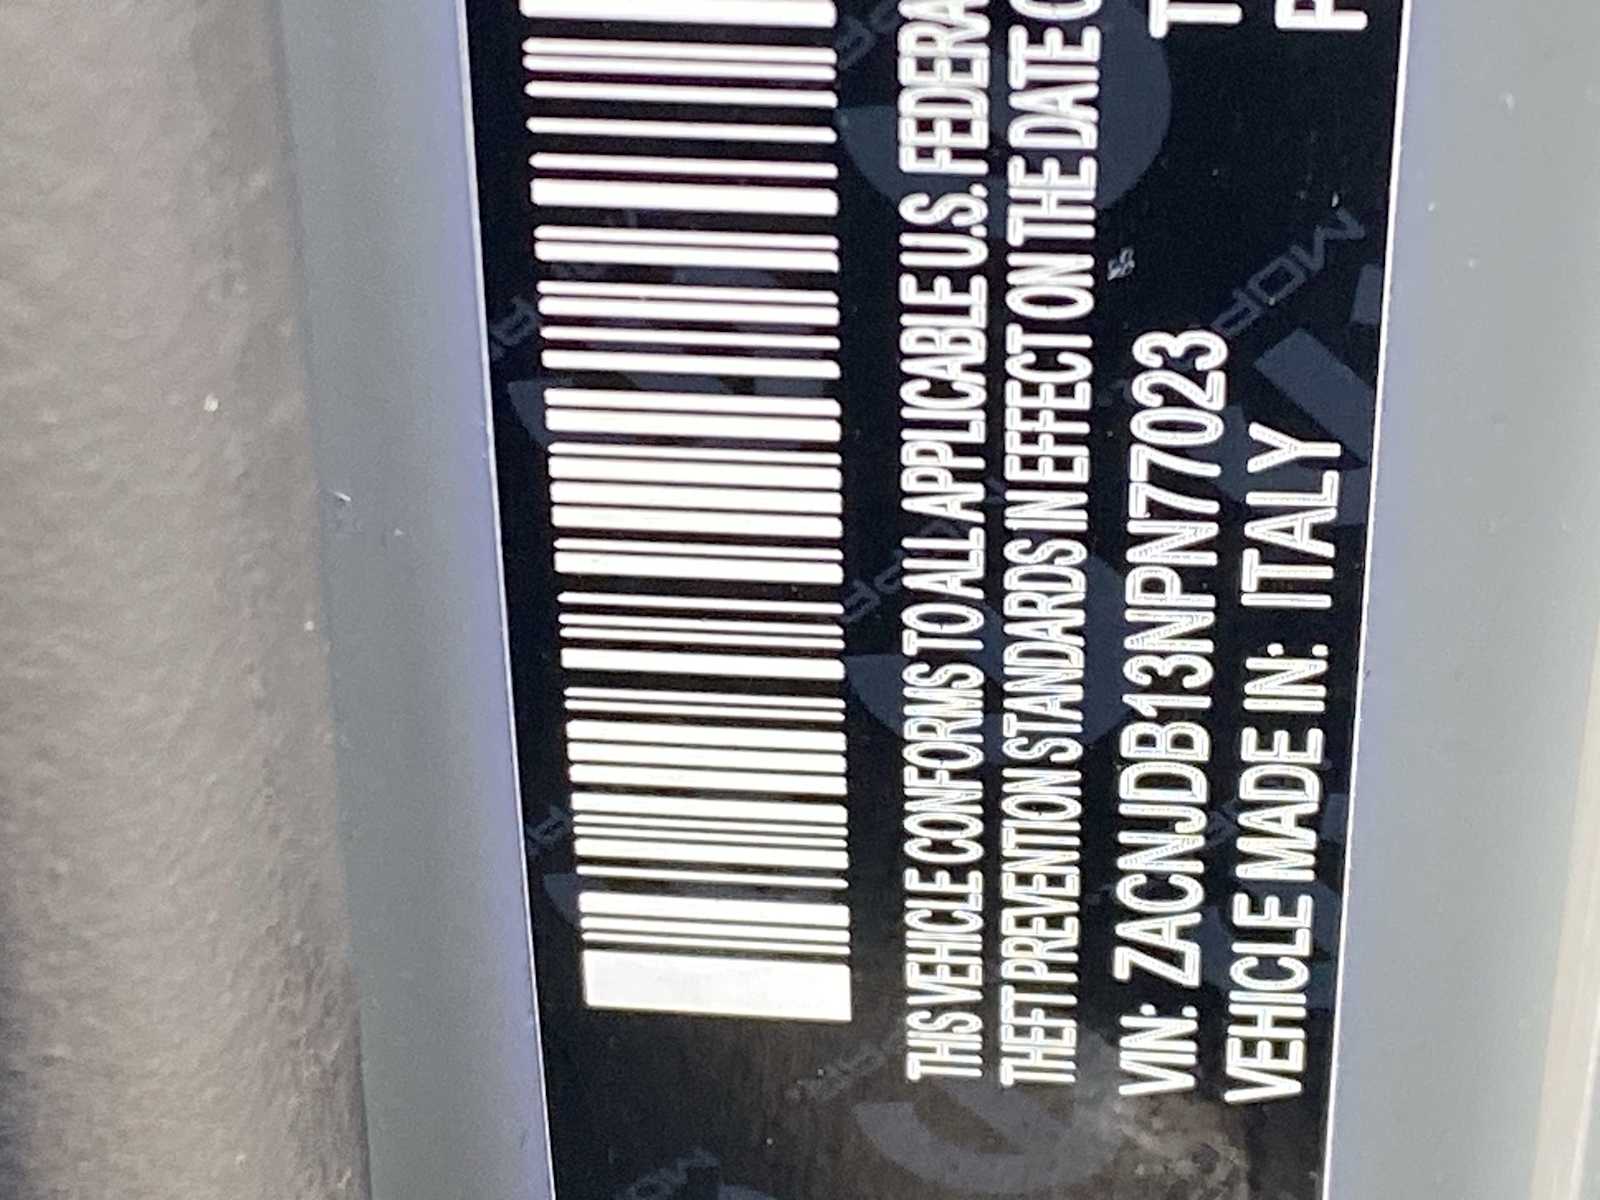 THIS VEHICLE CONFORMS TO ALL APPLICABLE U.S. FEDERA
THEFT PREVENTION STANDARDS IN EFFECT ON THE DATE O
VIN: ZACNJDB13NPN77023 T
VEHICLE MADE IN: ITALY P
MOPAR